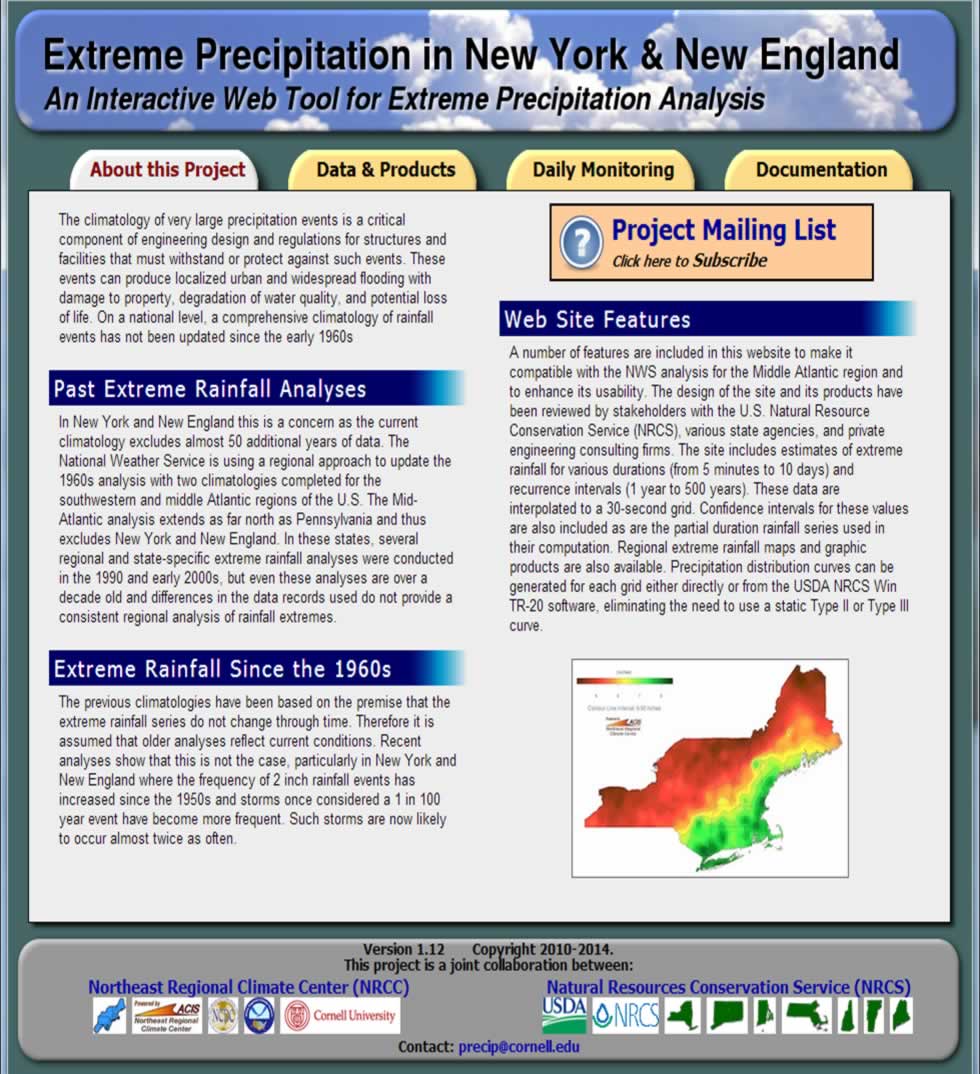 Extreme Precipitation in New York & New England
An Interactive Web Tool for Extreme Precipitation Analysis
About this Project
Data & Products
Daily Monitoring
Documentation
The climatology of very large precipitation events is a critical
component of engineering design and regulations for structures and
facilities that must withstand or protect against such events. These
events can produce localized urban and widespread flooding with
damage to property, degradation of water quality, and potential loss
of life. On a national level, a comprehensive climatology of rainfall
events has not been updated since the early 1960s
Past Extreme Rainfall Analyses
In New York and New England this is a concern as the current
climatology excludes almost 50 additional years of data. The
National Weather Service is using a regional approach to update the
1960s analysis with two climatologies completed for the
southwestern and middle Atlantic regions of the U.S. The Mid-
Atlantic analysis extends as far north as Pennsylvania and thus
excludes New York and New England. In these states, several
regional and state-specific extreme rainfall analyses were conducted
in the 1990 and early 2000s, but even these analyses are over a
decade old and differences in the data records used do not provide a
consistent regional analysis of rainfall extremes.
Extreme Rainfall Since the 1960s
The previous climatologies have been based on the premise that the
extreme rainfall series do not change through time. Therefore it is
assumed that older analyses reflect current conditions. Recent
analyses show that this is not the case, particularly in New York and
New England where the frequency of 2 inch rainfall events has
increased since the 1950s and storms once considered a 1 in 100
year event have become more frequent. Such storms are now likely
to occur almost twice as often.
?
Project Mailing List
Click here to Subscribe
Web Site Features
A number of features are included in this website to make it
compatible with the NWS analysis for the Middle Atlantic region and
to enhance its usability. The design of the site and its products have
been reviewed by stakeholders with the U.S. Natural Resource
Conservation Service (NRCS), various state agencies, and private
engineering consulting firms. The site includes estimates of extreme
rainfall for various durations (from 5 minutes to 10 days) and
recurrence intervals (1 year to 500 years). These data are
interpolated to a 30-second grid. Confidence intervals for these values
are also included as are the partial duration rainfall series used in
their computation. Regional extreme rainfall maps and graphic
products are also available. Precipitation distribution curves can be
generated for each grid either directly or from the USDA NRCS Win
TR-20 software, eliminating the need to use a static Type II or Type III
curve.
ACIS
Northeast Regional
Climate Center
Version 1.12 Copyright 2010-2014.
This project is a joint collaboration between:
Northeast Regional Climate Center (NRCC)
Powered by ACIS
Northeast Regional
Climate Center
Cornell University
Natural Resources Conservation Service (NRCS)
USDA
NRCS
Contact: precip@cornell.edu